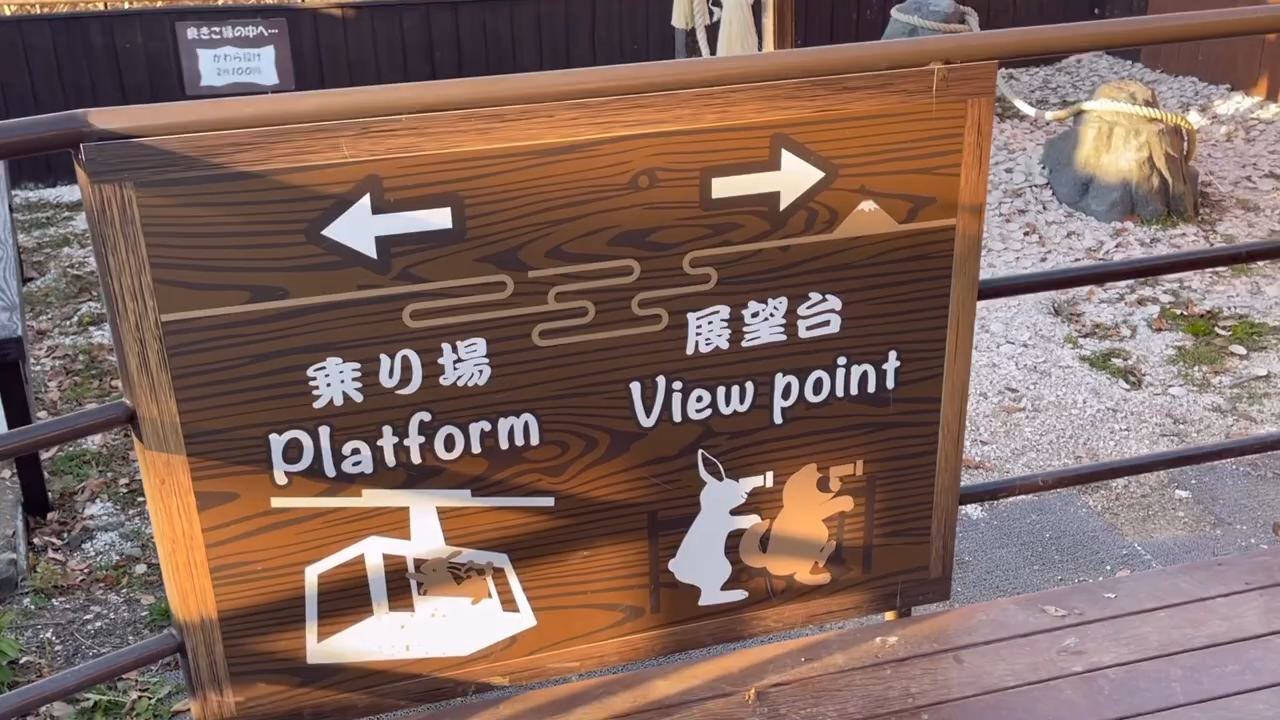 良きご縁の中へ…
かわら投げ
2枚100円
乗り場
Platform
展望台
View point